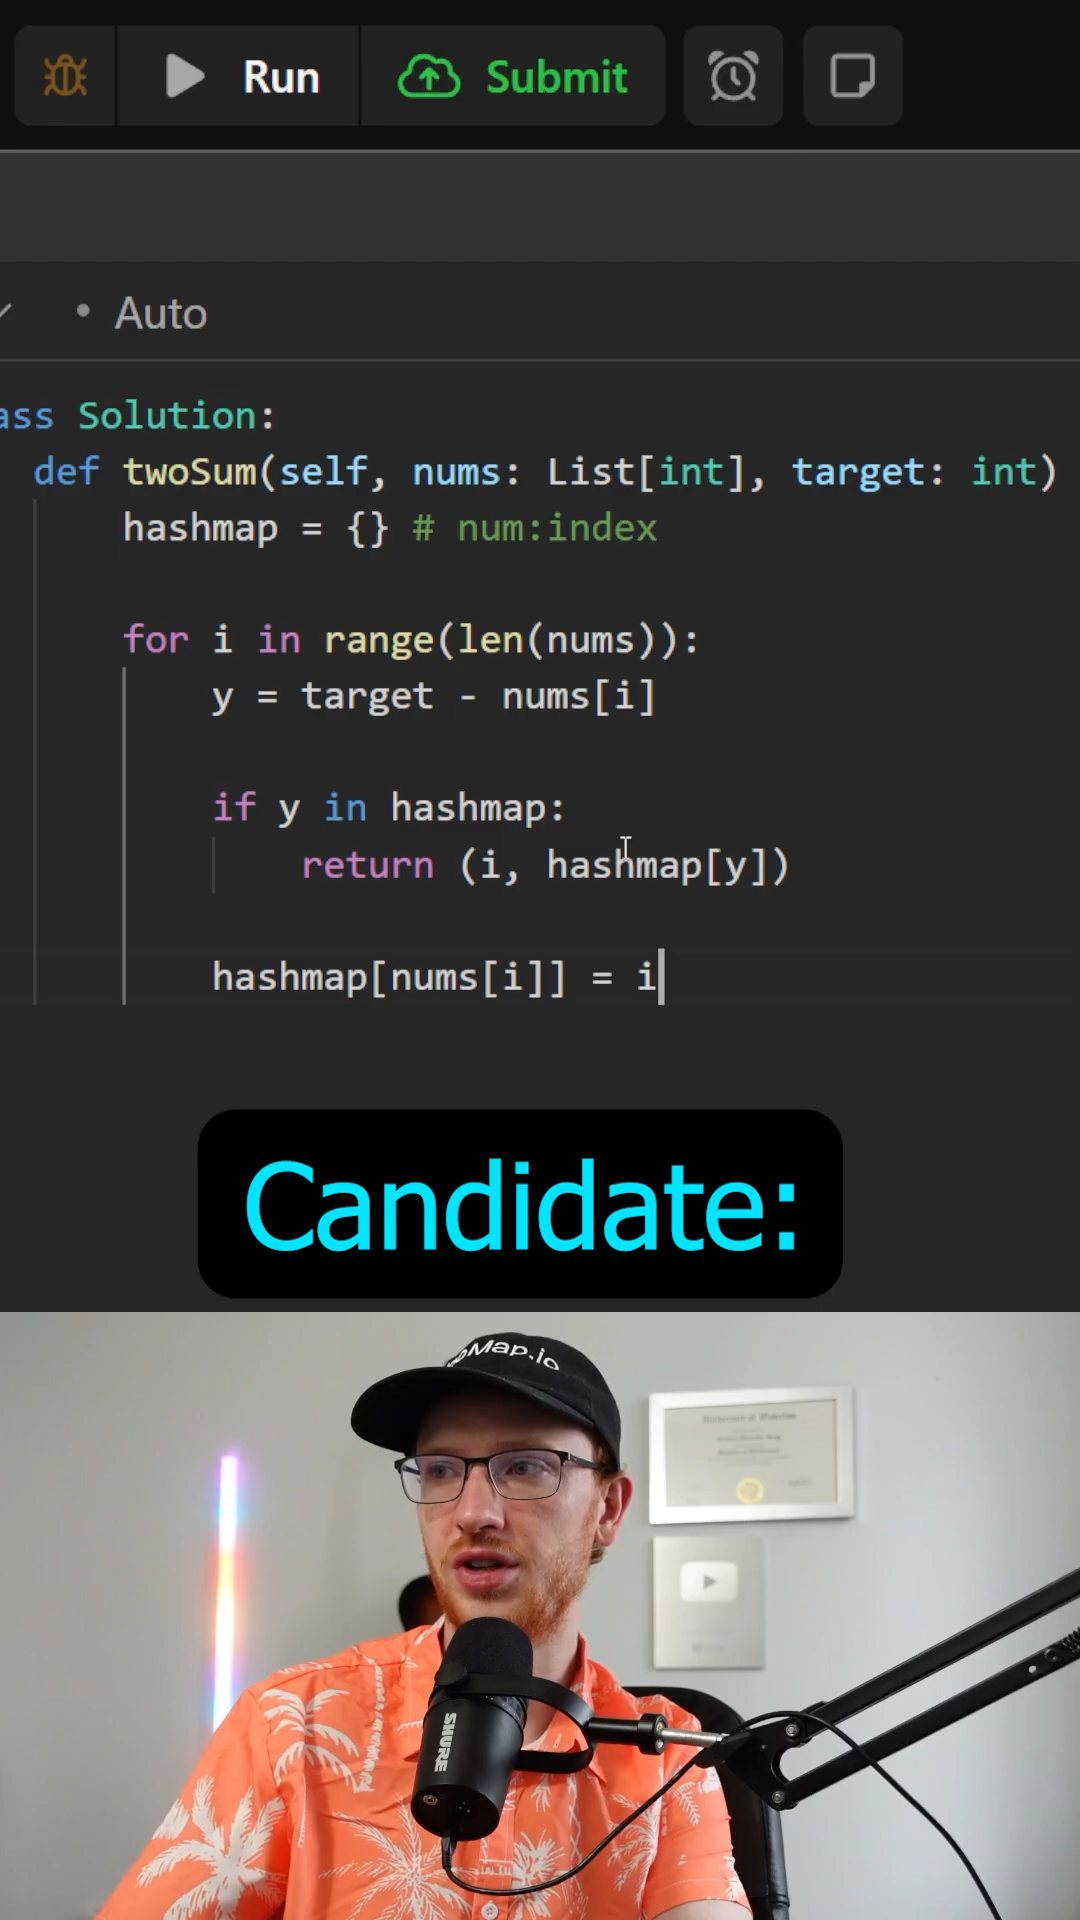 Run
Submit
• Auto
ass Solution:
def twoSum(self, nums: List[int], target: int)
hashmap = {} # num:index
for i in range(len(nums)):
y = target - nums[i]
if y in hashmap:
return (i, hashmap[y])
hashmap[nums[i]] = i
Candidate:
Map.io
SHURE